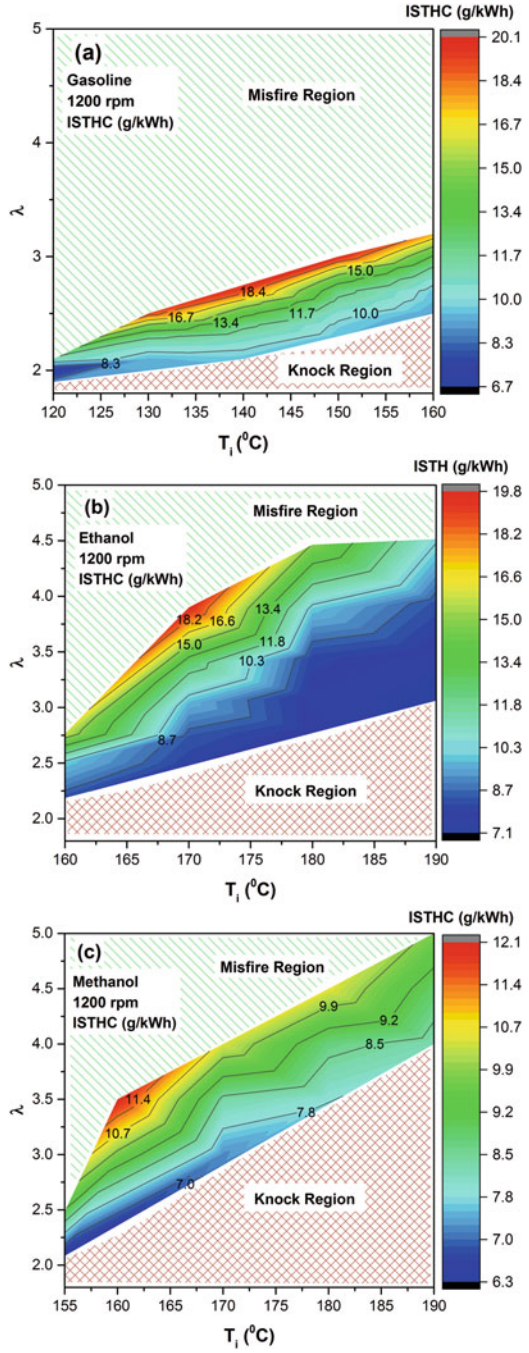 ISTHC (g/kWh)
(a)
Gasoline
1200 rpm
ISTHC (g/kWh)
Misfire Region
Knock Region
18.4
15.0
16.7
13.4
11.7
10.0
8.3
5
4
3
2
λ
120 125 130 135 140 145 150 155 160
T i (⁰C)
20.1
18.4
16.7
15.0
13.4
11.7
10.0
8.3
6.7
ISTH (g/kWh)
(b)
Ethanol
1200 rpm
ISTHC (g/kWh)
Misfire Region
Knock Region
18.2
16.6
15.0
13.4
11.8
10.3
8.7
5.0
4.5
4.0
3.5
3.0
2.5
2.0
λ
160 165 170 175 180 185 190
T i (⁰C)
19.8
18.2
16.6
15.0
13.4
11.8
10.3
8.7
7.1
ISTHC (g/kWh)
(c)
Methanol
1200 rpm
ISTHC (g/kWh)
Misfire Region
Knock Region
11.4
10.7
9.9
9.2
8.5
7.8
7.0
5.0
4.5
4.0
3.5
3.0
2.5
2.0
λ
155 160 165 170 175 180 185 190
T i (⁰C)
12.1
11.4
10.7
9.9
9.2
8.5
7.8
7.0
6.3